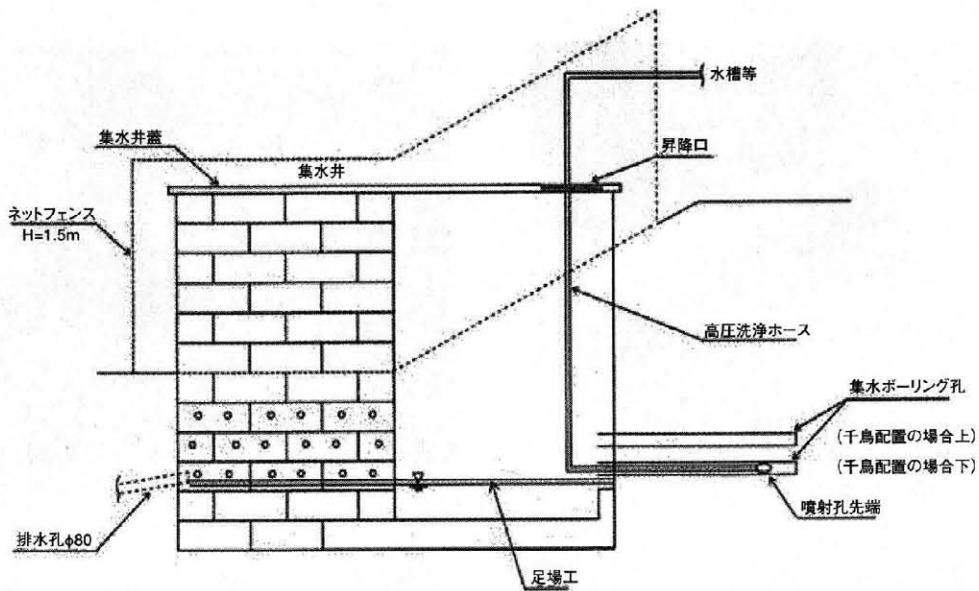 水槽等
集水井蓋
昇降口
集水井
ネットフェンス
H=1.5m
高圧洗浄ホース
集水ボーリング孔
(千鳥配置の場合上)
(千鳥配置の場合下)
噴射孔先端
排水孔φ80
足場工